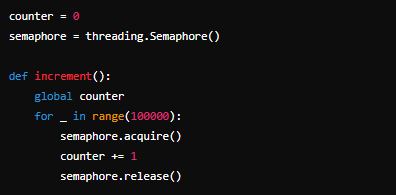 counter = 0
semaphore = threading.Semaphore()

def increment():
    global counter
    for _ in range(100000):
        semaphore.acquire()
        counter += 1
        semaphore.release()